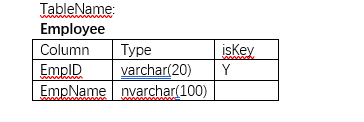 TableName:
Employee
Column Type isKey
EmpID varchar(20) Y
EmpName nvarchar(100)